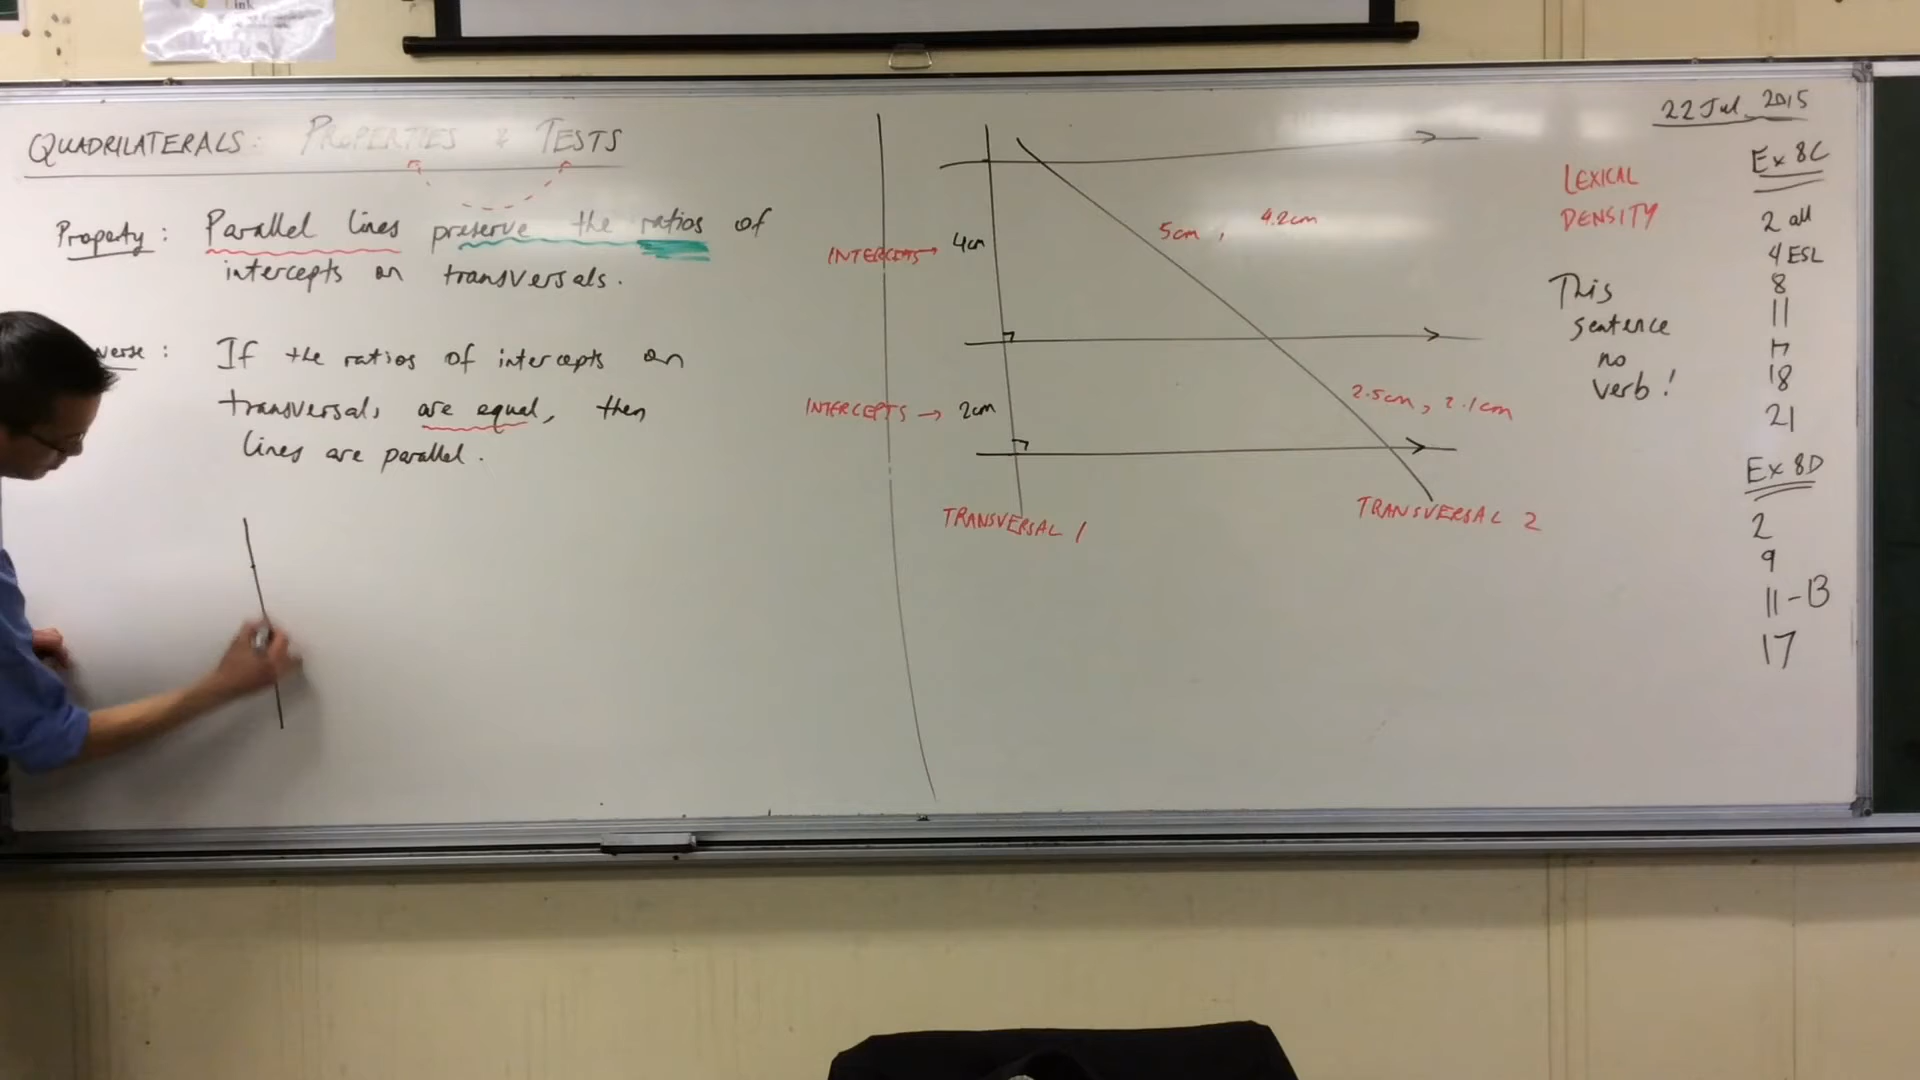 QUADRILATERALS: PROPERTIES & TESTS
Property: Parallel lines preserve the ratios of
intercepts on transversals.
verse: If the ratios of intercepts on
transversals are equal, then
lines are parallel.
INTERCEPTS → 4cm
5cm, 4.2cm
INTERCEPTS → 2cm
2.5cm, 2.1cm
TRANSVERSAL 1
TRANSVERSAL 2
LEXICAL
DENSITY
This
sentence
no
verb!
22 Jul 2015
Ex 8C
2 all
4 ESL
8
11
17
18
21
Ex 8D
2
9
11-13
17